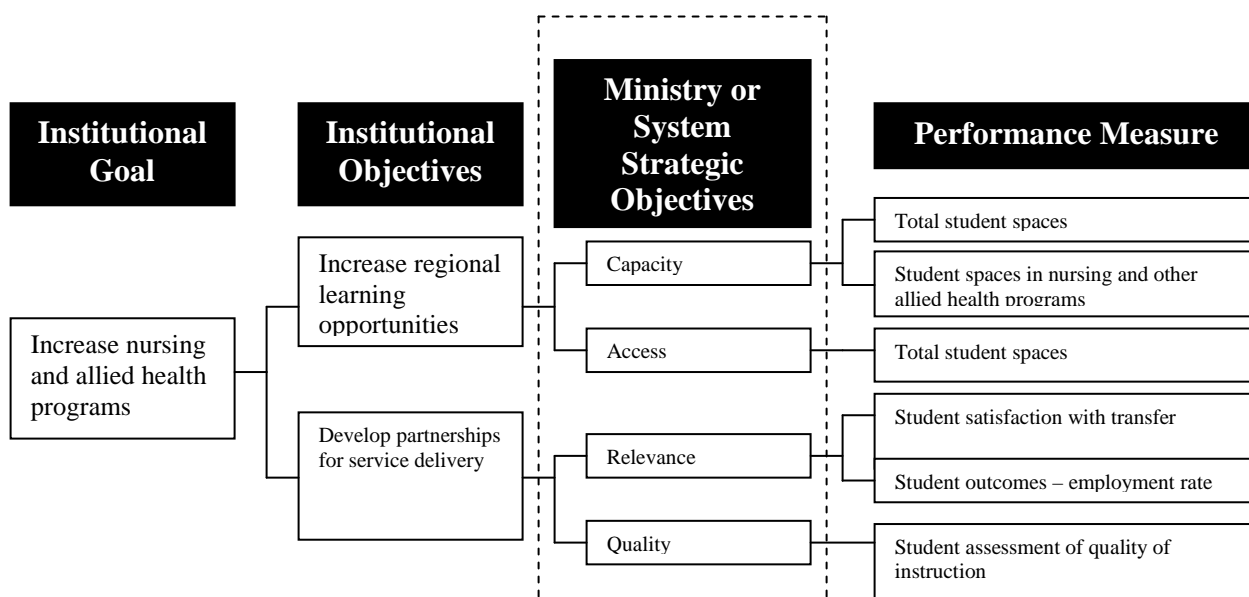 Institutional
Goal
Institutional
Objectives
Ministry or
System
Strategic
Objectives
Performance Measure
Increase nursing
and allied health
programs
Increase regional
learning
opportunities
Develop partnerships
for service delivery
Capacity
Access
Relevance
Quality
Total student spaces
Student spaces in nursing and other
allied health programs
Total student spaces
Student satisfaction with transfer
Student outcomes – employment rate
Student assessment of quality of
instruction